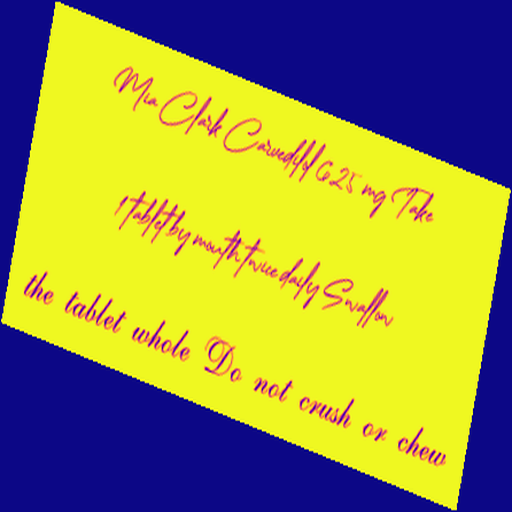 Mia Clark Carvedilol 6.25 mg Take
1 tablet by mouth twice daily Swallow
the tablet whole Do not crush or chew